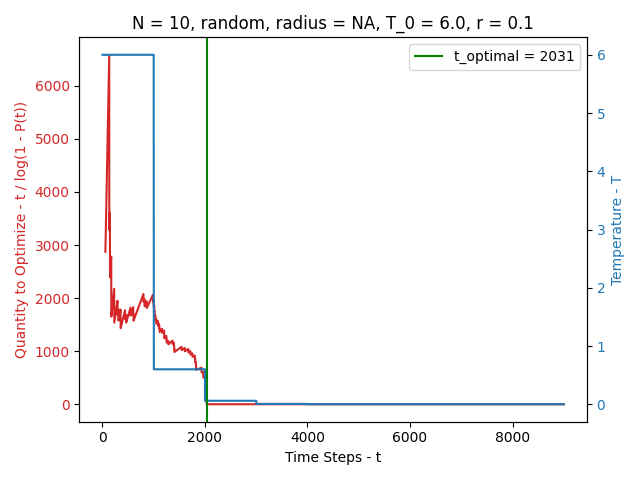 N = 10, random, radius = NA, T_0 = 6.0, r = 0.1
t_optimal = 2031
Quantity to Optimize - t / log(1 - P(t))
6000
5000
4000
3000
2000
1000
0
6
5
4
3
2
1
0
Temperature - T
0 2000 4000 6000 8000
Time Steps - t